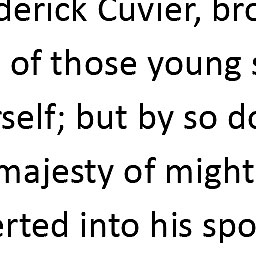 derick Cuvier, bro
of those young s
rself; but by so do
majesty of might
erted into his spo